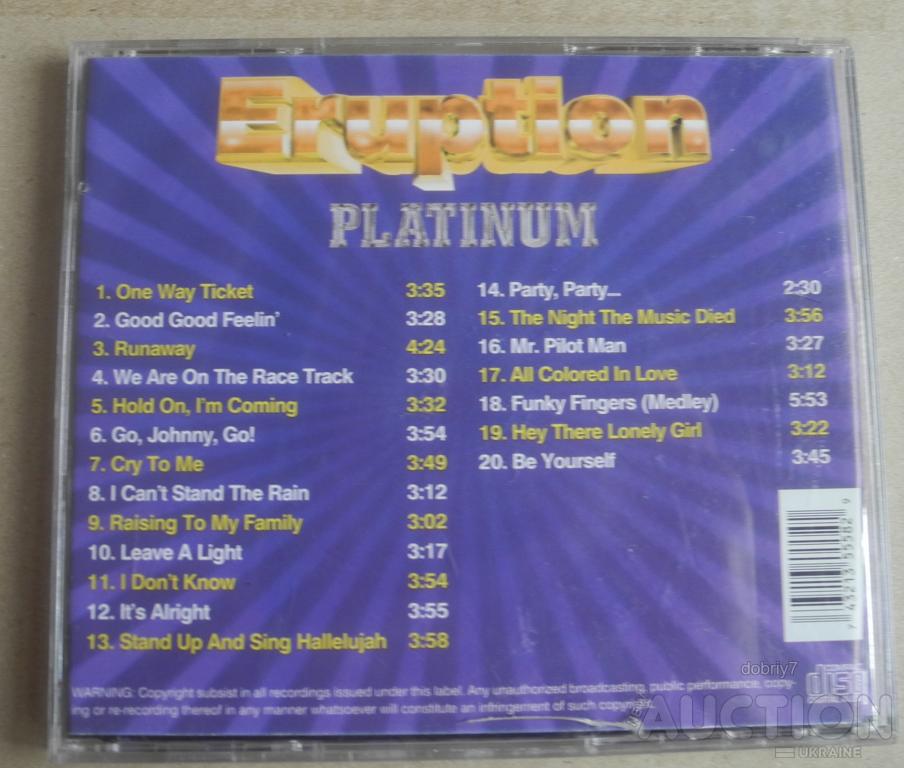 Eruption
PLATINUM
1. One Way Ticket 3:35
2. Good Good Feelin' 3:28
3. Runaway 4:24
4. We Are On The Race Track 3:30
5. Hold On, I'm Coming 3:32
6. Go, Johnny, Go! 3:54
7. Cry To Me 3:49
8. I Can't Stand The Rain 3:12
9. Raising To My Family 3:02
10. Leave A Light 3:17
11. I Don't Know 3:54
12. It's Alright 3:55
13. Stand Up And Sing Hallelujah 3:58
14. Party, Party... 2:30
15. The Night The Music Died 3:56
16. Mr. Pilot Man 3:27
17. All Colored In Love 3:12
18. Funky Fingers (Medley) 5:53
19. Hey There Lonely Girl 3:22
20. Be Yourself 3:45
7 43213 55582 9
WARNING: Copyright subsist in all recordings issued under this label. Any unauthorized broadcasting, public performance, copy-
ing or re-recording thereof in any manner whatsoever will constitute an infringement of such copyright.
dobriy7
AUCTION
UKRAINE